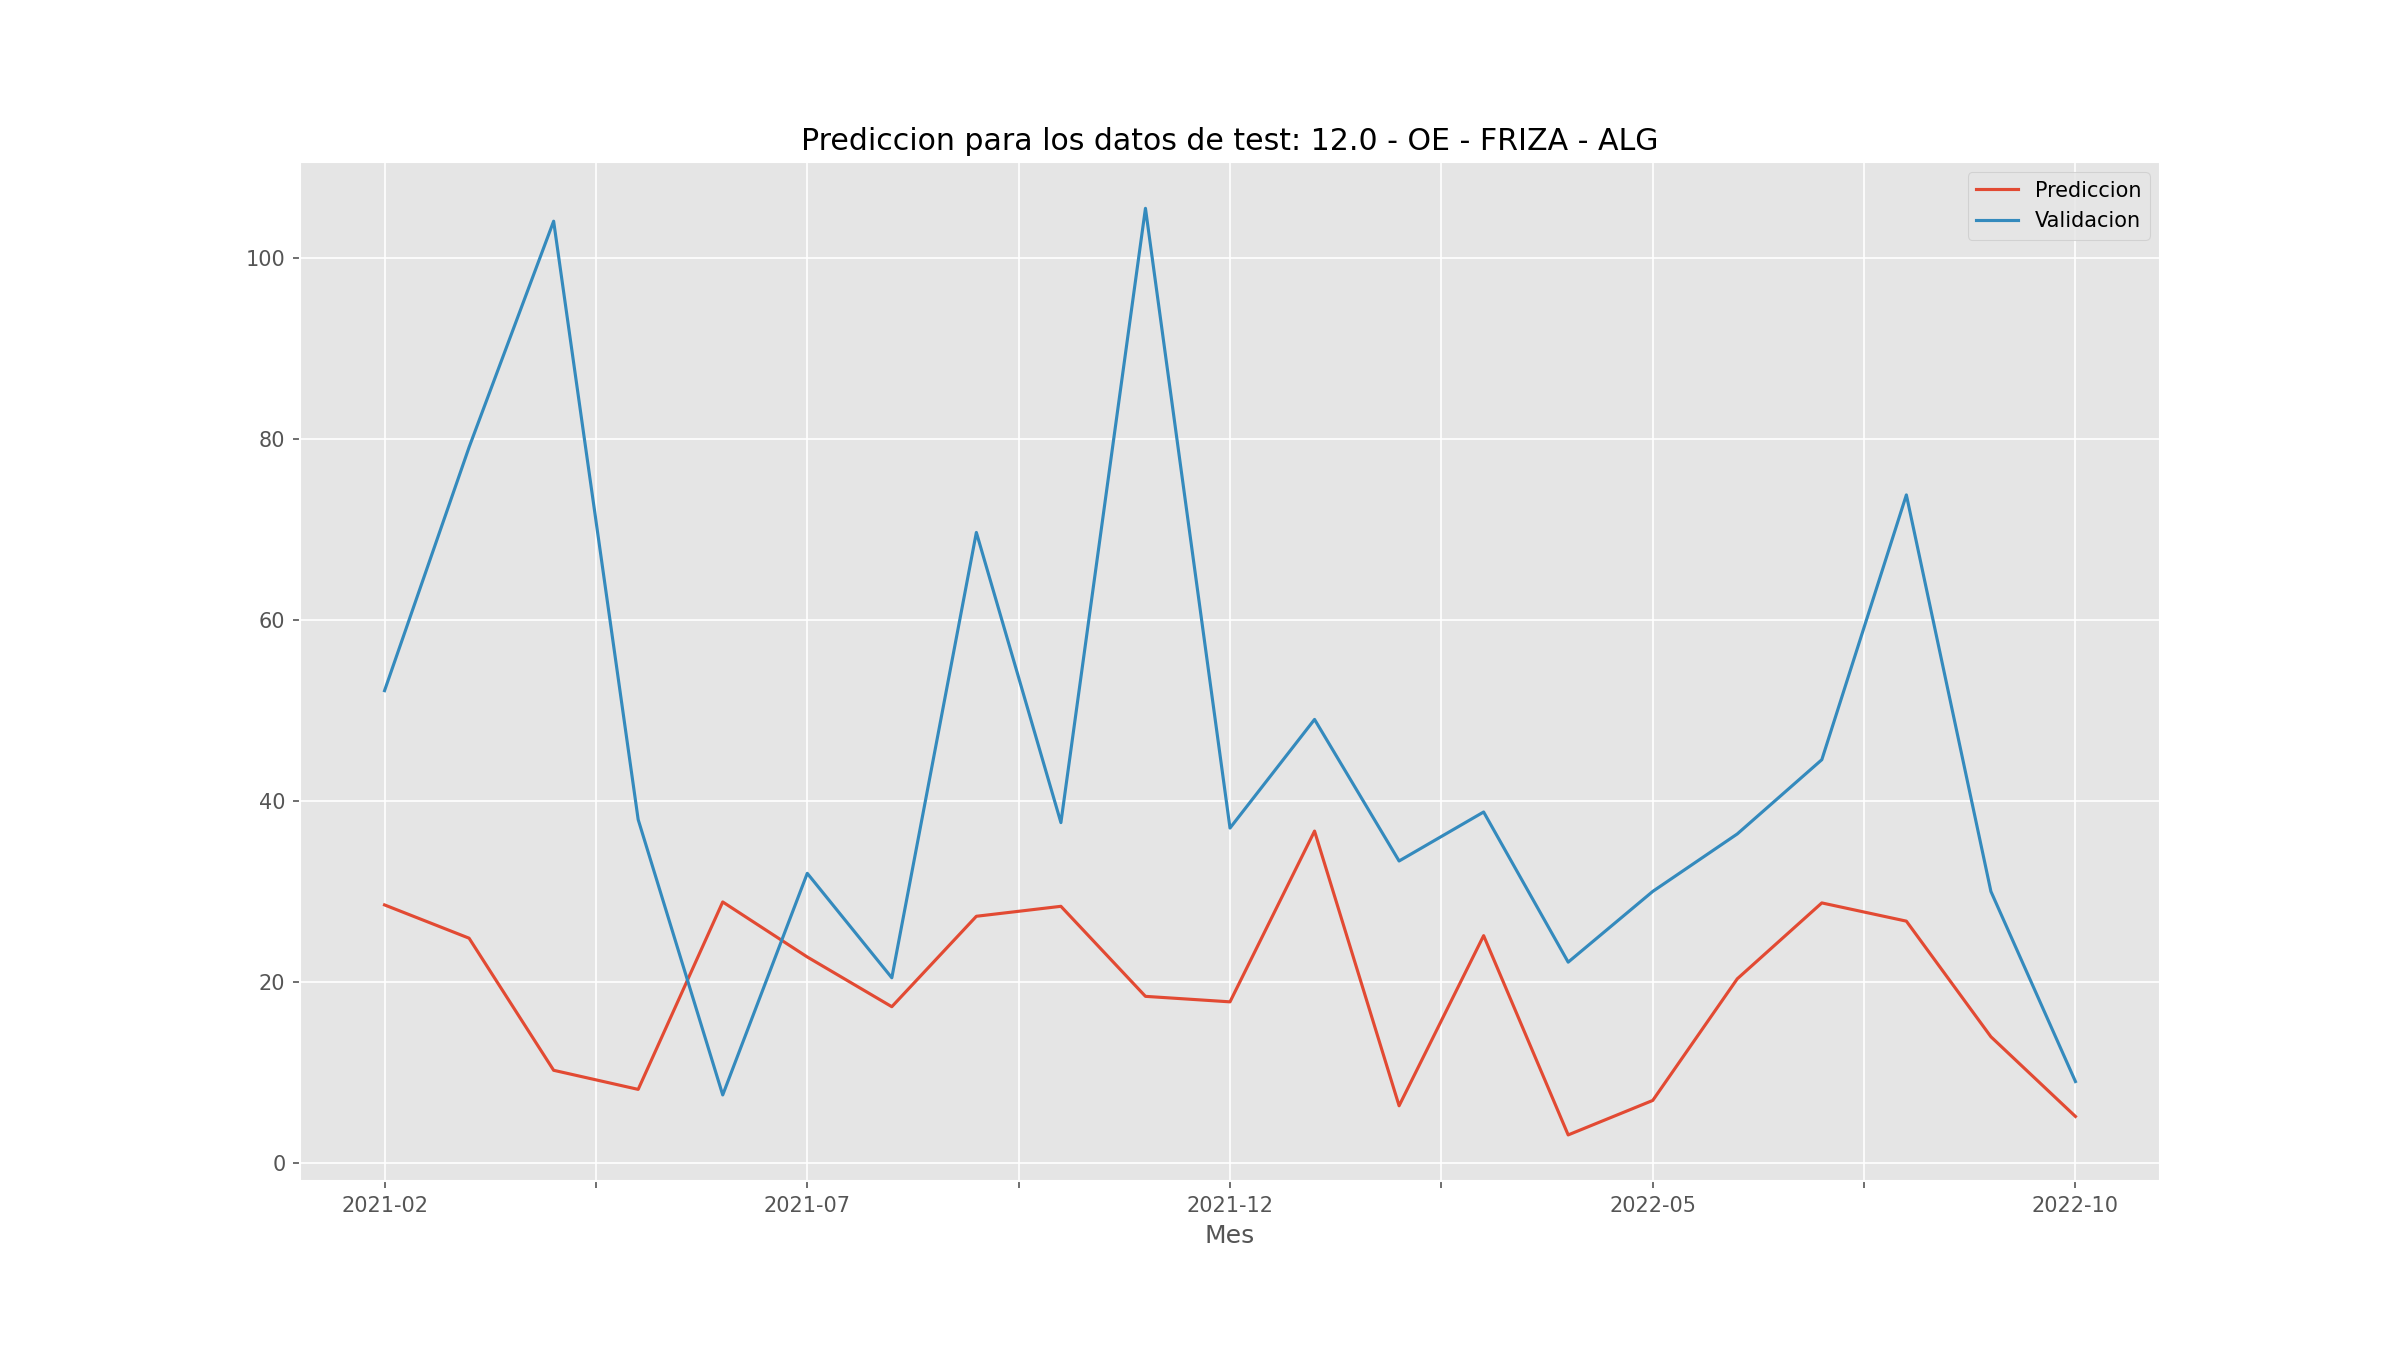 Prediccion para los datos de test: 12.0 - OE - FRIZA - ALG
Prediccion
Validacion
100
80
60
40
20
0
2021-02 2021-07 2021-12 2022-05 2022-10
Mes